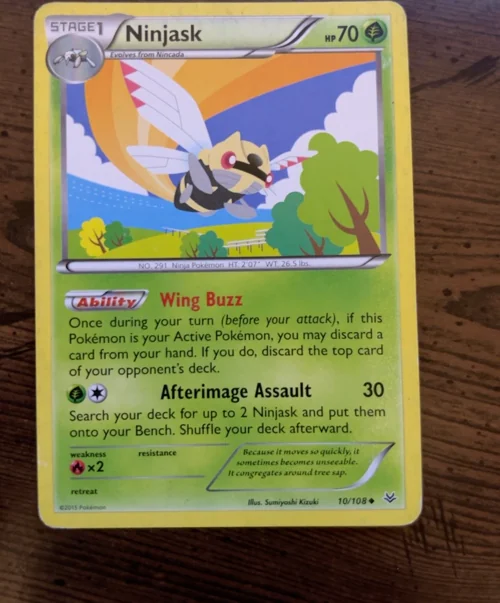 STAGE1 Ninjask HP 70
Evolves from Nincada
NO. 291 Ninja Pokémon HT: 2'07" WT: 26.5 lbs.
Ability Wing Buzz
Once during your turn (before your attack), if this
Pokémon is your Active Pokémon, you may discard a
card from your hand. If you do, discard the top card
of your opponent's deck.
Afterimage Assault 30
Search your deck for up to 2 Ninjask and put them
onto your Bench. Shuffle your deck afterward.
weakness resistance
×2
retreat
Because it moves so quickly, it
sometimes becomes unseeable.
It congregates around tree sap.
©2015 Pokémon
Illus. Sumiyoshi Kizuki 10/108